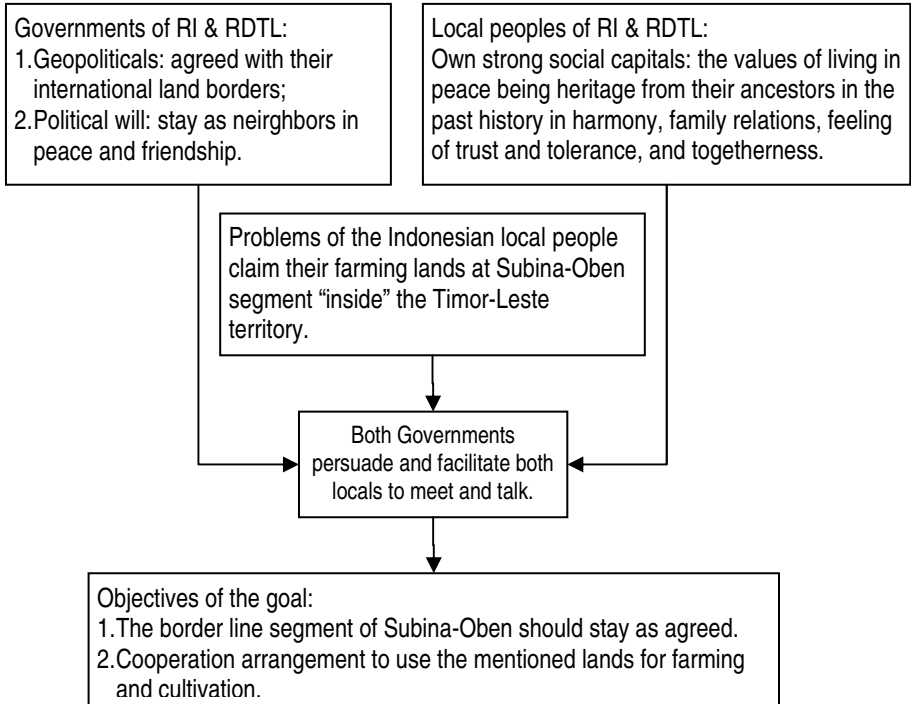 Governments of RI & RDTL:
1.Geopoliticals: agreed with their
international land borders;
2.Political will: stay as neirghbors in
peace and friendship.
Local peoples of RI & RDTL:
Own strong social capitals: the values of living in
peace being heritage from their ancestors in the
past history in harmony, family relations, feeling
of trust and tolerance, and togetherness.
Problems of the Indonesian local people
claim their farming lands at Subina-Oben
segment “inside” the Timor-Leste
territory.
Both Governments
persuade and facilitate both
locals to meet and talk.
Objectives of the goal:
1.The border line segment of Subina-Oben should stay as agreed.
2.Cooperation arrangement to use the mentioned lands for farming
and cultivation.